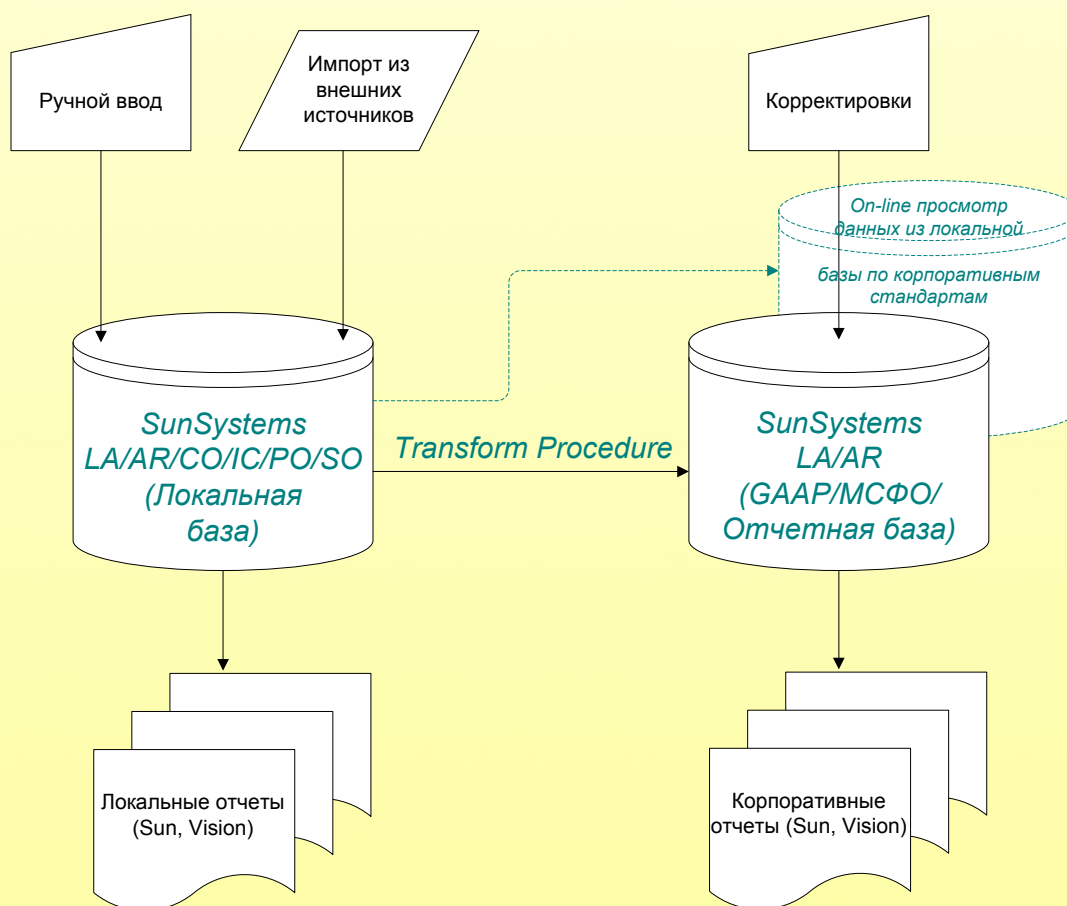 Ручной ввод
Импорт из
внешних
источников
Корректировки
On-line просмотр
данных из локальной
базы по корпоративным
стандартам
SunSystems
LA/AR/CO/IC/PO/SO
(Локальная
база)
Transform Procedure
SunSystems
LA/AR
(GAAP/МСФО/
Отчетная база)
Локальные отчеты
(Sun, Vision)
Корпоративные
отчеты (Sun, Vision)